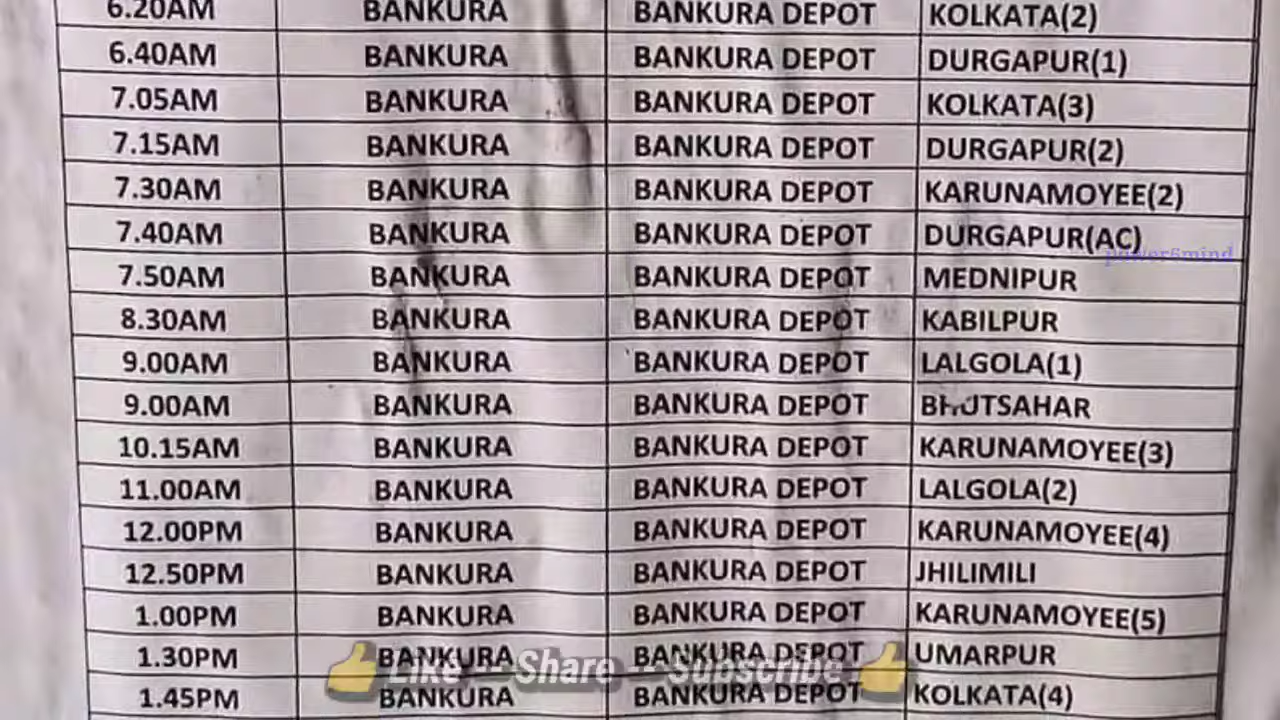 6.20AM BANKURA BANKURA DEPOT KOLKATA(2)
6.40AM BANKURA BANKURA DEPOT DURGAPUR(1)
7.05AM BANKURA BANKURA DEPOT KOLKATA(3)
7.15AM BANKURA BANKURA DEPOT DURGAPUR(2)
7.30AM BANKURA BANKURA DEPOT KARUNAMOYEE(2)
7.40AM BANKURA BANKURA DEPOT DURGAPUR(AC)
power6mind
7.50AM BANKURA BANKURA DEPOT MEDNIPUR
8.30AM BANKURA BANKURA DEPOT KABILPUR
9.00AM BANKURA BANKURA DEPOT LALGOLA(1)
9.00AM BANKURA BANKURA DEPOT BHUTSAHAR
10.15AM BANKURA BANKURA DEPOT KARUNAMOYEE(3)
11.00AM BANKURA BANKURA DEPOT LALGOLA(2)
12.00PM BANKURA BANKURA DEPOT KARUNAMOYEE(4)
12.50PM BANKURA BANKURA DEPOT JHILIMILI
1.00PM BANKURA BANKURA DEPOT KARUNAMOYEE(5)
1.30PM BANKURA BANKURA DEPOT UMARPUR
Like -- Share -- Subscribe
1.45PM BANKURA BANKURA DEPOT KOLKATA(4)